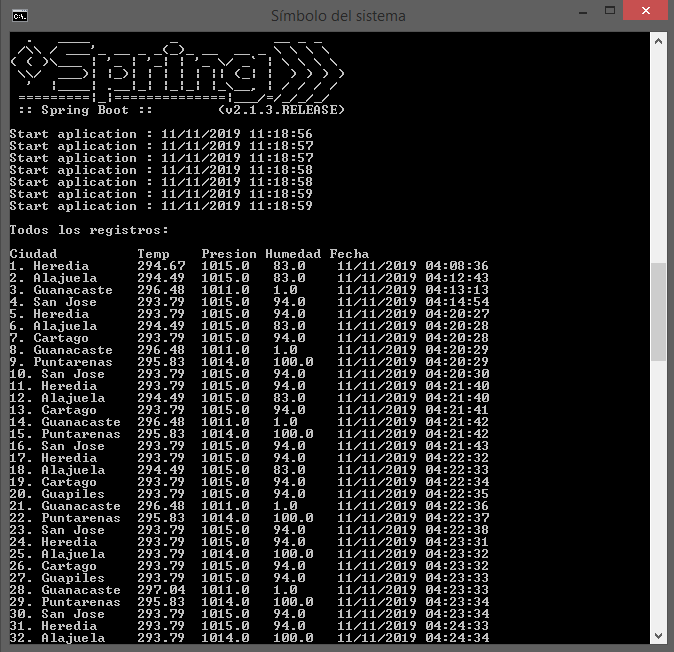 Símbolo del sistema
:: Spring Boot :: (v2.1.3.RELEASE)
Start aplication : 11/11/2019 11:18:56
Start aplication : 11/11/2019 11:18:57
Start aplication : 11/11/2019 11:18:57
Start aplication : 11/11/2019 11:18:58
Start aplication : 11/11/2019 11:18:58
Start aplication : 11/11/2019 11:18:59
Start aplication : 11/11/2019 11:18:59
Todos los registros:
Ciudad Temp Presion Humedad Fecha
1. Heredia 294.67 1015.0 83.0 11/11/2019 04:08:36
2. Alajuela 294.49 1015.0 83.0 11/11/2019 04:12:43
3. Guanacaste 296.48 1011.0 1.0 11/11/2019 04:13:13
4. San Jose 293.79 1015.0 94.0 11/11/2019 04:14:54
5. Heredia 293.79 1015.0 94.0 11/11/2019 04:20:27
6. Alajuela 294.49 1015.0 83.0 11/11/2019 04:20:28
7. Cartago 293.79 1015.0 94.0 11/11/2019 04:20:28
8. Guanacaste 296.48 1011.0 1.0 11/11/2019 04:20:29
9. Puntarenas 295.83 1014.0 100.0 11/11/2019 04:20:29
10. San Jose 293.79 1015.0 94.0 11/11/2019 04:20:30
11. Heredia 293.79 1015.0 94.0 11/11/2019 04:21:40
12. Alajuela 294.49 1015.0 83.0 11/11/2019 04:21:40
13. Cartago 293.79 1015.0 94.0 11/11/2019 04:21:41
14. Guanacaste 296.48 1011.0 1.0 11/11/2019 04:21:42
15. Puntarenas 295.83 1014.0 100.0 11/11/2019 04:21:42
16. San Jose 293.79 1015.0 94.0 11/11/2019 04:21:43
17. Heredia 293.79 1015.0 94.0 11/11/2019 04:22:32
18. Alajuela 294.49 1015.0 83.0 11/11/2019 04:22:33
19. Cartago 293.79 1015.0 94.0 11/11/2019 04:22:34
20. Guapiles 293.79 1015.0 94.0 11/11/2019 04:22:35
21. Guanacaste 296.48 1011.0 1.0 11/11/2019 04:22:36
22. Puntarenas 295.83 1014.0 100.0 11/11/2019 04:22:37
23. San Jose 293.79 1015.0 94.0 11/11/2019 04:22:38
24. Heredia 293.79 1015.0 94.0 11/11/2019 04:23:31
25. Alajuela 293.79 1014.0 100.0 11/11/2019 04:23:32
26. Cartago 293.79 1015.0 94.0 11/11/2019 04:23:32
27. Guapiles 293.79 1015.0 94.0 11/11/2019 04:23:33
28. Guanacaste 297.04 1011.0 1.0 11/11/2019 04:23:33
29. Puntarenas 295.83 1014.0 100.0 11/11/2019 04:23:34
30. San Jose 293.79 1015.0 94.0 11/11/2019 04:23:34
31. Heredia 293.79 1015.0 94.0 11/11/2019 04:24:33
32. Alajuela 293.79 1014.0 100.0 11/11/2019 04:24:34